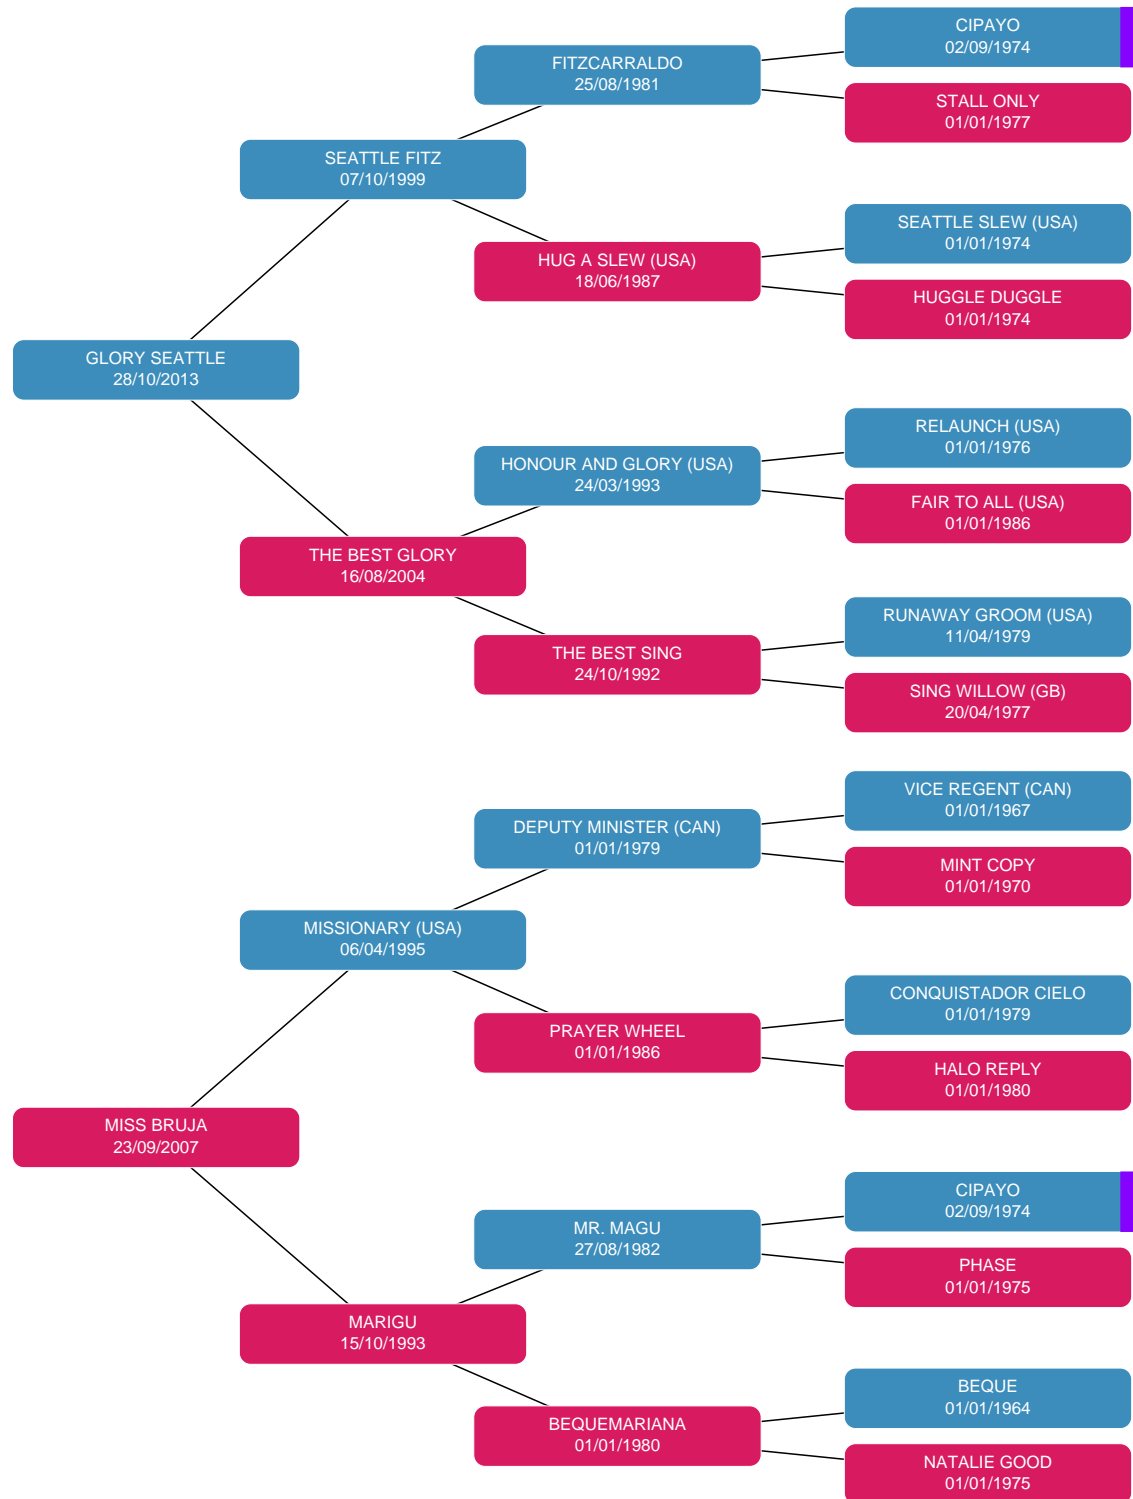 CIPAYO
02/09/1974
FITZCARRALDO
25/08/1981
STALL ONLY
01/01/1977
SEATTLE FITZ
07/10/1999
SEATTLE SLEW (USA)
01/01/1974
HUG A SLEW (USA)
18/06/1987
HUGGLE DUGGLE
01/01/1974
GLORY SEATTLE
28/10/2013
RELAUNCH (USA)
01/01/1976
HONOUR AND GLORY (USA)
24/03/1993
FAIR TO ALL (USA)
01/01/1986
THE BEST GLORY
16/08/2004
RUNAWAY GROOM (USA)
11/04/1979
THE BEST SING
24/10/1992
SING WILLOW (GB)
20/04/1977
VICE REGENT (CAN)
01/01/1967
DEPUTY MINISTER (CAN)
01/01/1979
MINT COPY
01/01/1970
MISSIONARY (USA)
06/04/1995
CONQUISTADOR CIELO
01/01/1979
PRAYER WHEEL
01/01/1986
HALO REPLY
01/01/1980
MISS BRUJA
23/09/2007
CIPAYO
02/09/1974
MR. MAGU
27/08/1982
PHASE
01/01/1975
MARIGU
15/10/1993
BEQUE
01/01/1964
BEQUEMARIANA
01/01/1980
NATALIE GOOD
01/01/1975